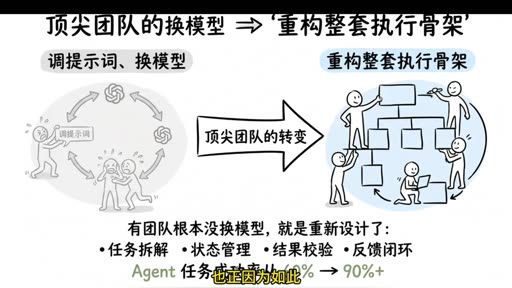 顶尖团队的换模型 ⇒ ‘重构整套执行骨架’
调提示词、换模型
重构整套执行骨架
调提示词
顶尖团队的转变
有团队根本没换模型，就是重新设计了：
•任务拆解 •状态管理 •结果校验 •反馈闭环
Agent 任务成功率从 → 90%+
也正因为如此